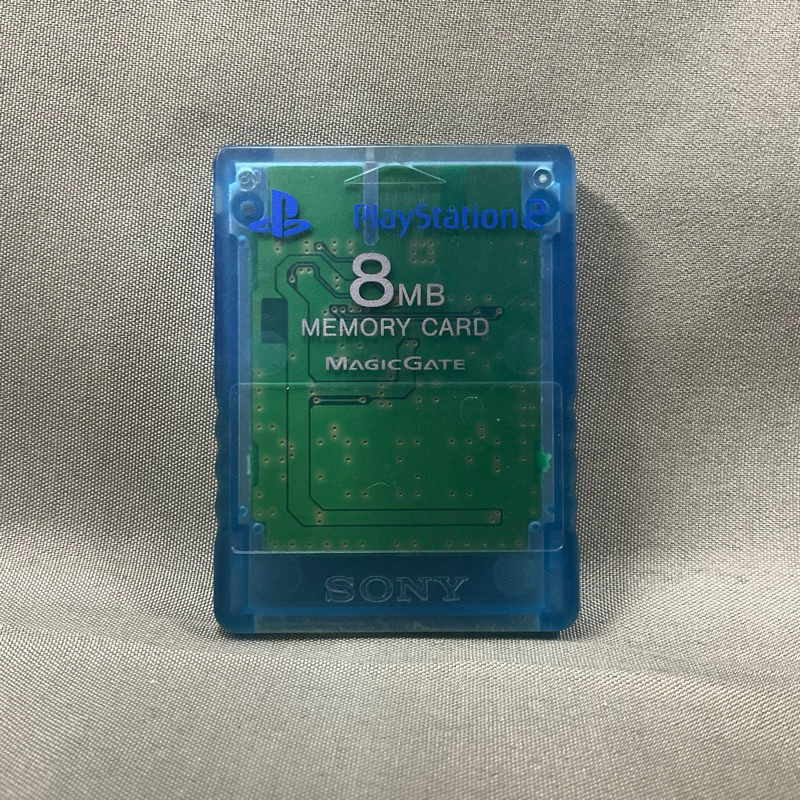 PlayStation 2
8MB
MEMORY CARD
MAGICGATE
SONY